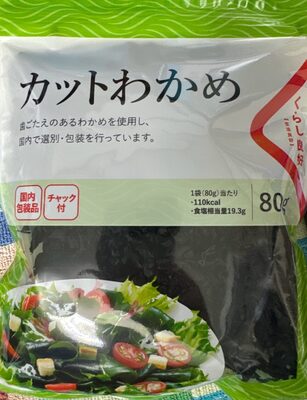 カットわかめ
歯ごたえのあるわかめを使用し、
国内で選別・包装を行っています。
くらし良好
国内
包装品
チャック
付
1袋(80g)当たり
・110kcal
・食塩相当量19.3g
80g